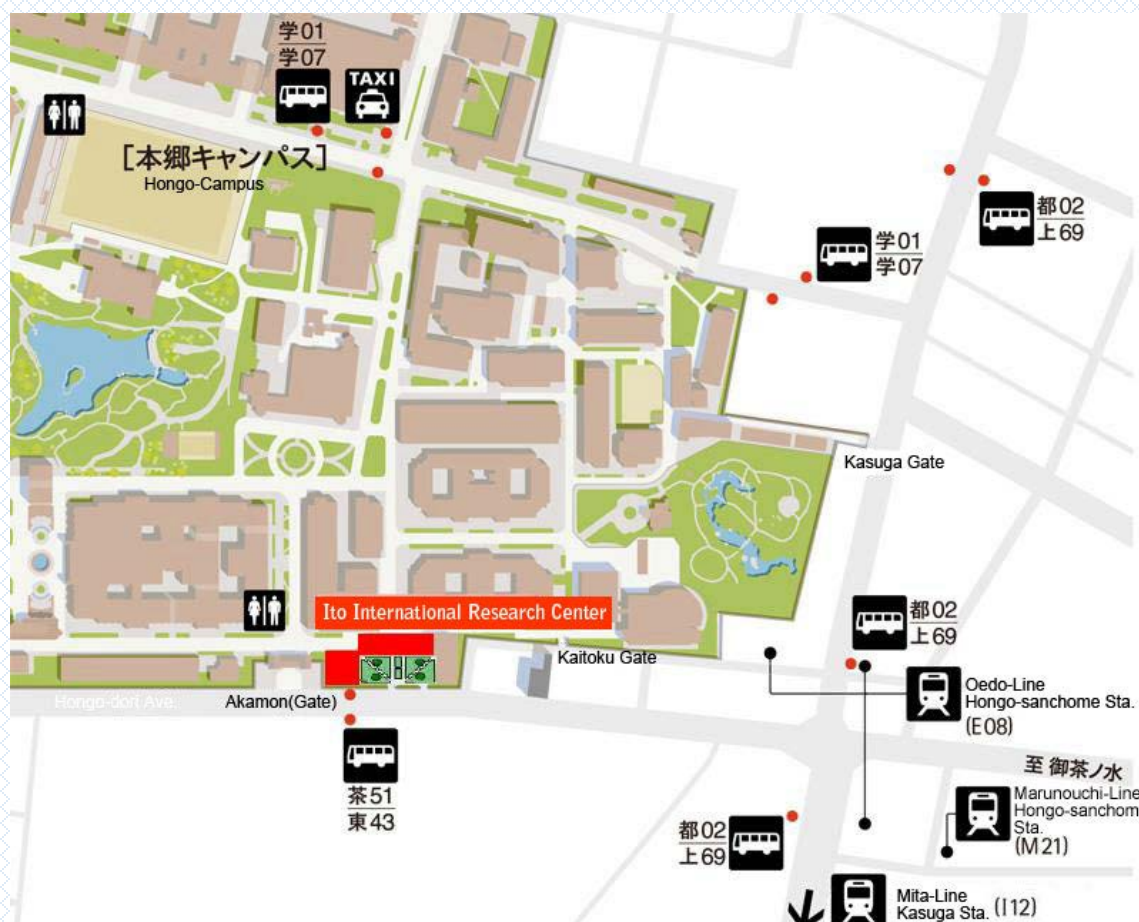 学01
学07
TAXI
[本郷キャンパス]
Hongo-Campus
都02
上69
学01
学07
Kasuga Gate
都02
上69
Ito International Research Center
Kaitoku Gate
Oedo-Line
Hongo-sanchome Sta.
(E08)
Hongo-dori Ave.
Akamon(Gate)
茶51
東43
至 御茶ノ水
Marunouchi-Line
Hongo-sanchom
Sta.
(M21)
都02
上69
Mita-Line
Kasuga Sta. (I12)